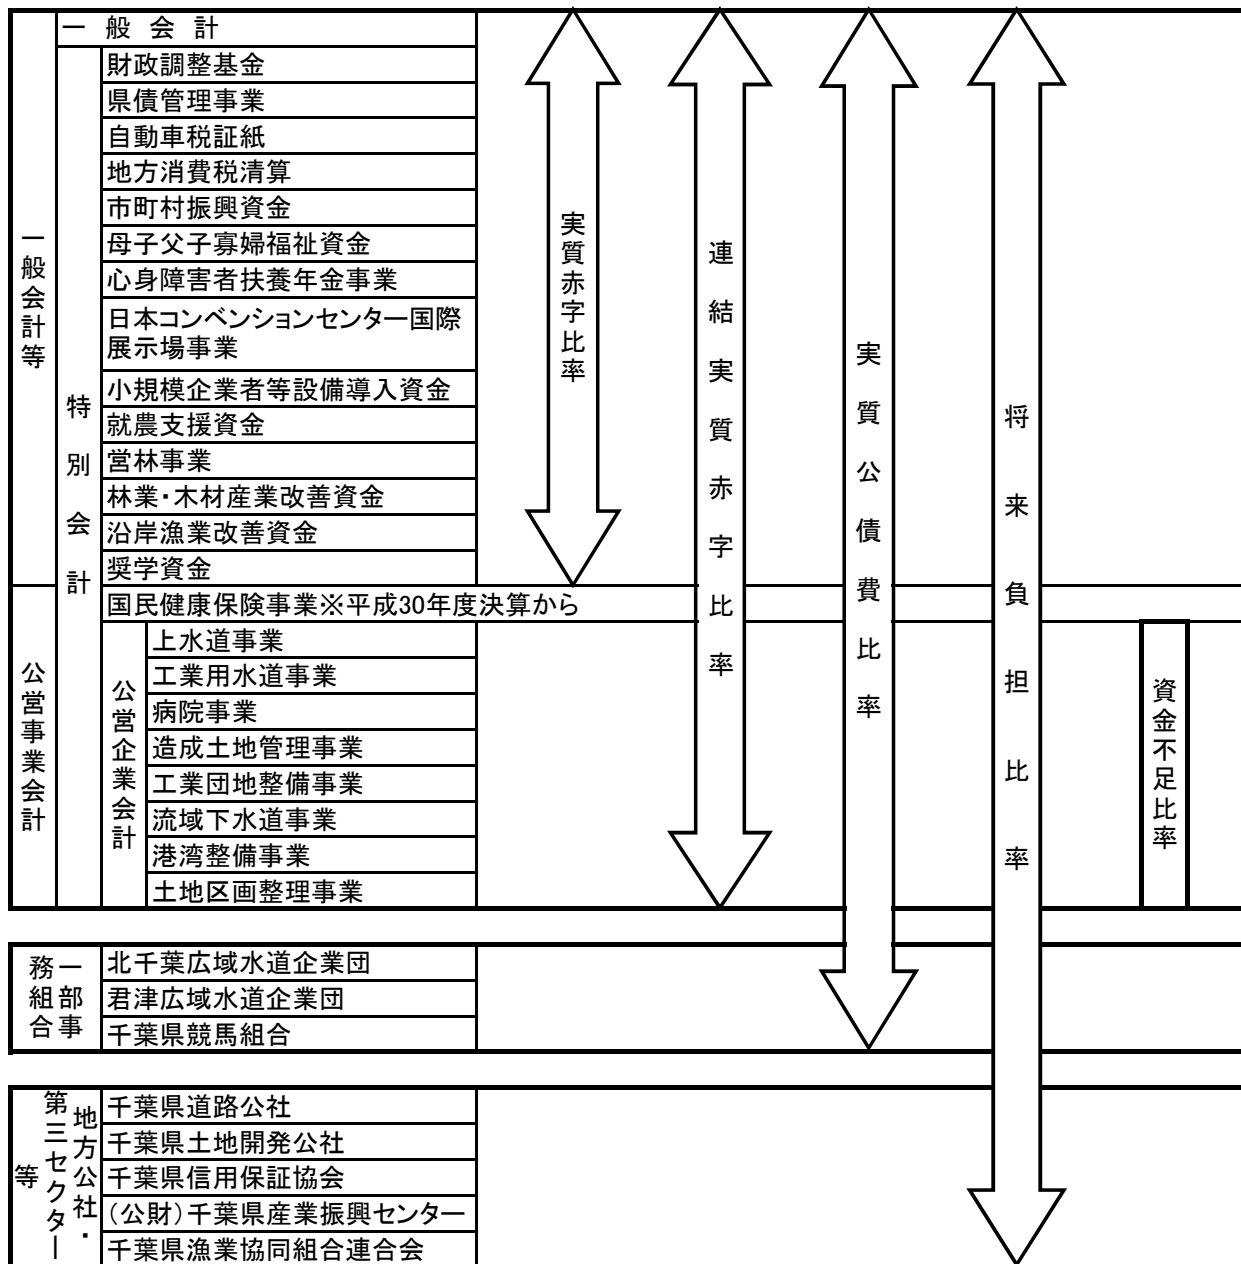 一般会計等
一般会計
特別会計
財政調整基金
県債管理事業
自動車税証紙
地方消費税清算
市町村振興資金
母子父子寡婦福祉資金
心身障害者扶養年金事業
日本コンベンションセンター国際
展示場事業
小規模企業者等設備導入資金
就農支援資金
営林事業
林業・木材産業改善資金
沿岸漁業改善資金
奨学資金
公営事業会計
国民健康保険事業※平成30年度決算から
公営企業会計
上水道事業
工業用水道事業
病院事業
造成土地管理事業
工業団地整備事業
流域下水道事業
港湾整備事業
土地区画整理事業
実質赤字比率
連結実質赤字比率
実質公債費比率
将来負担比率
資金不足比率
一部事
務組合
北千葉広域水道企業団
君津広域水道企業団
千葉県競馬組合
地方公社・
第三セクター
等
千葉県道路公社
千葉県土地開発公社
千葉県信用保証協会
（公財）千葉県産業振興センター
千葉県漁業協同組合連合会